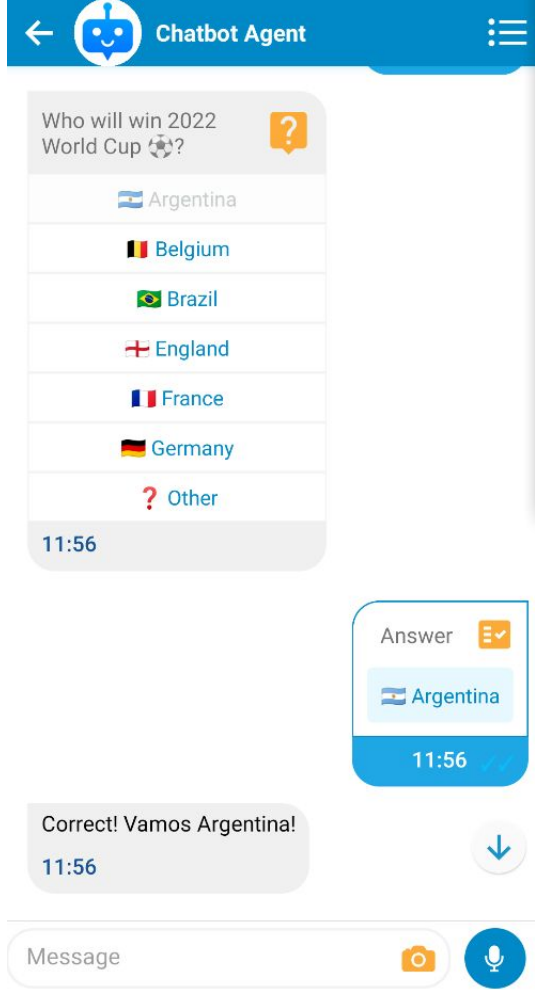 Chatbot Agent
Who will win 2022
World Cup ⚽?
🇦🇷 Argentina
🇧🇪 Belgium
🇧🇷 Brazil
🏴󠁧󠁢󠁥󠁮󠁧󠁿 England
🇫🇷 France
🇩🇪 Germany
❓ Other
11:56
Answer
🇦🇷 Argentina
11:56
Correct! Vamos Argentina!
11:56
Message